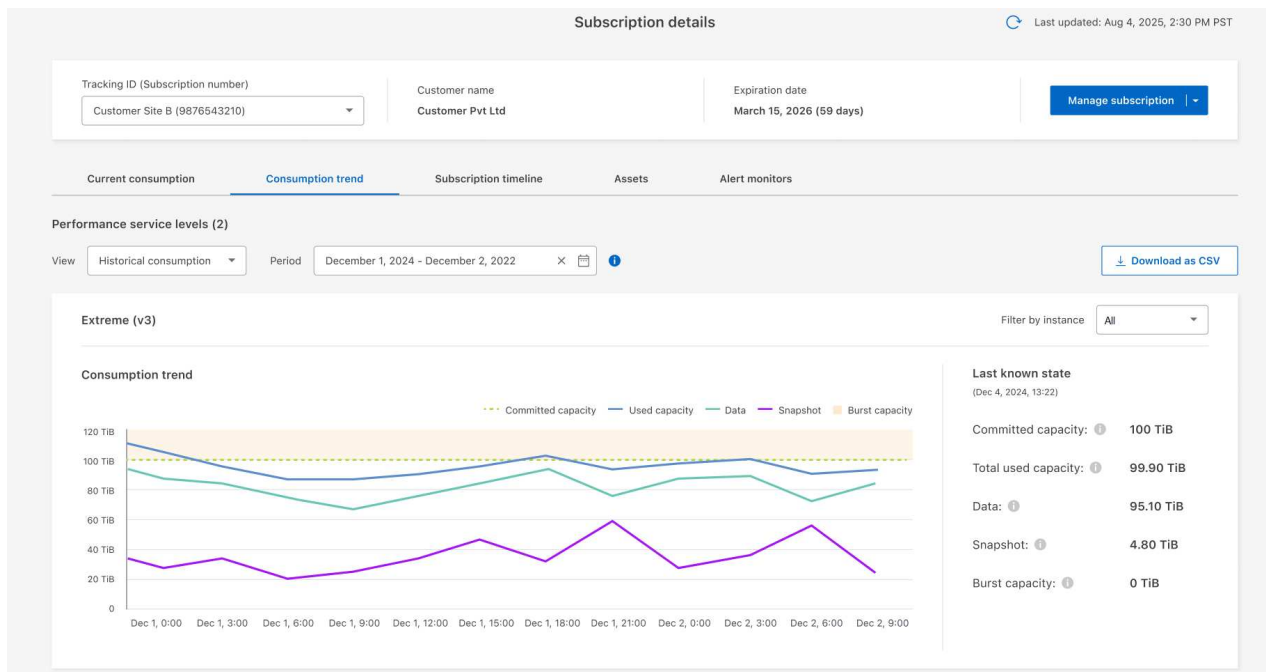 Subscription details
Last updated: Aug 4, 2025, 2:30 PM PST
Tracking ID (Subscription number)
Customer Site B (9876543210)
Customer name
Customer Pvt Ltd
Expiration date
March 15, 2026 (59 days)
Manage subscription
Current consumption
Consumption trend
Subscription timeline
Assets
Alert monitors
Performance service levels (2)
View
Historical consumption
Period
December 1, 2024 - December 2, 2022
Download as CSV
Extreme (v3)
Filter by instance
All
Consumption trend
Committed capacity
Used capacity
Data
Snapshot
Burst capacity
120 TiB
100 TiB
80 TiB
60 TiB
40 TiB
20 TiB
0
Dec 1, 0:00
Dec 1, 3:00
Dec 1, 6:00
Dec 1, 9:00
Dec 1, 12:00
Dec 1, 15:00
Dec 1, 18:00
Dec 1, 21:00
Dec 2, 0:00
Dec 2, 3:00
Dec 2, 6:00
Dec 2, 9:00
Last known state
(Dec 4, 2024, 13:22)
Committed capacity: 100 TiB
Total used capacity: 99.90 TiB
Data: 95.10 TiB
Snapshot: 4.80 TiB
Burst capacity: 0 TiB